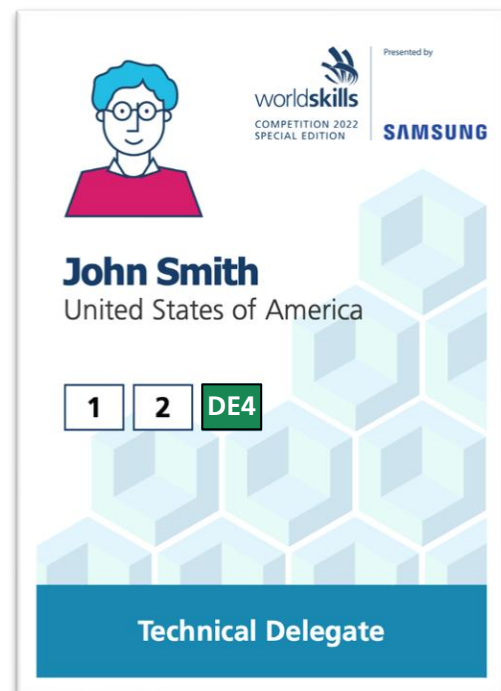 Presented by
worldskills
COMPETITION 2022
SPECIAL EDITION
SAMSUNG
John Smith
United States of America
1 2 DE4
Technical Delegate